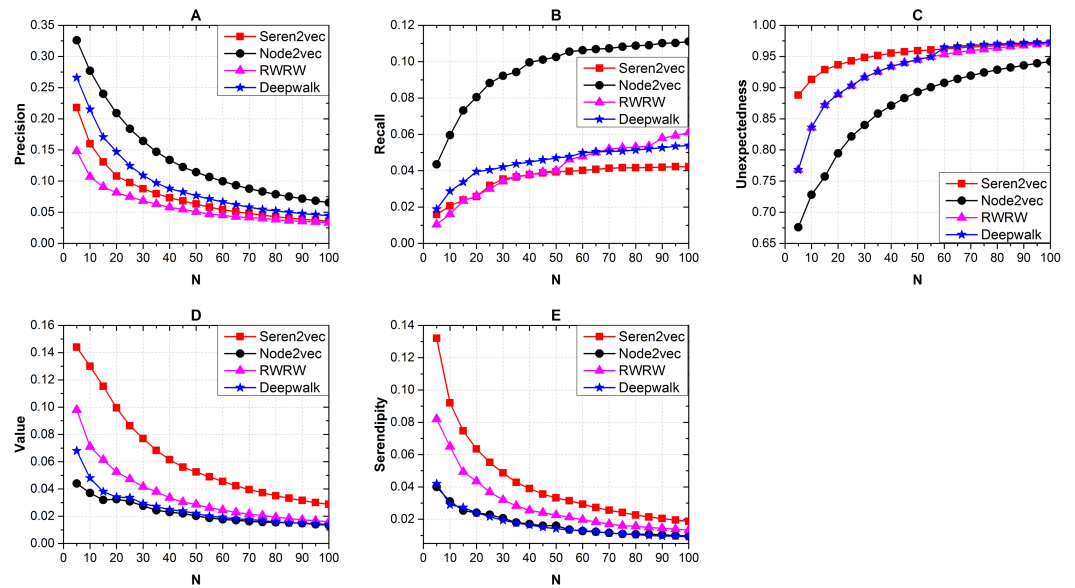 A
Precision
0.35
0.30
0.25
0.20
0.15
0.10
0.05
0.00
Seren2vec
Node2vec
RWRW
Deepwalk
0 10 20 30 40 50 60 70 80 90 100
N
B
Recall
0.12
0.10
0.08
0.06
0.04
0.02
0.00
Seren2vec
Node2vec
RWRW
Deepwalk
0 10 20 30 40 50 60 70 80 90 100
N
C
Unexpectedness
1.00
0.95
0.90
0.85
0.80
0.75
0.70
0.65
Seren2vec
Node2vec
RWRW
Deepwalk
0 10 20 30 40 50 60 70 80 90 100
N
D
Value
0.16
0.14
0.12
0.10
0.08
0.06
0.04
0.02
0.00
Seren2vec
Node2vec
RWRW
Deepwalk
0 10 20 30 40 50 60 70 80 90 100
N
E
Serendipity
0.14
0.12
0.10
0.08
0.06
0.04
0.02
Seren2vec
Node2vec
RWRW
Deepwalk
0 10 20 30 40 50 60 70 80 90 100
N